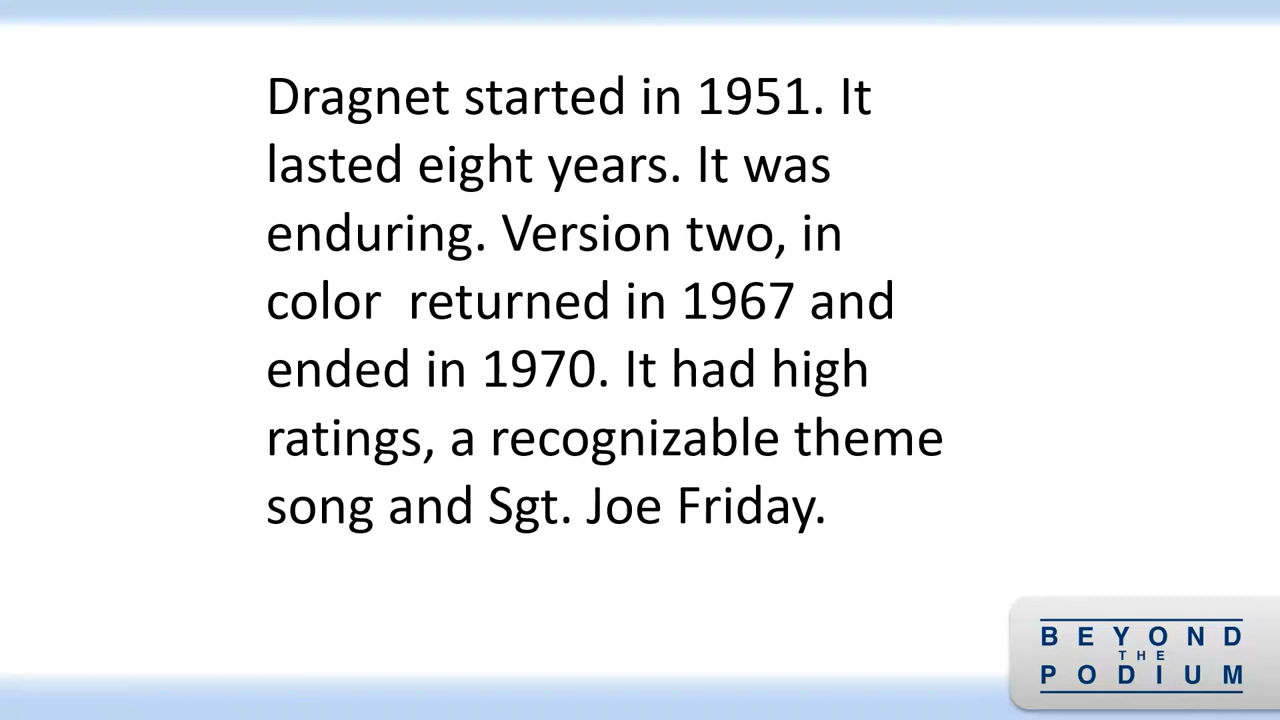 Dragnet started in 1951. It
lasted eight years. It was
enduring. Version two, in
color  returned in 1967 and
ended in 1970. It had high
ratings, a recognizable theme
song and Sgt. Joe Friday.
BEYOND
THE
PODIUM